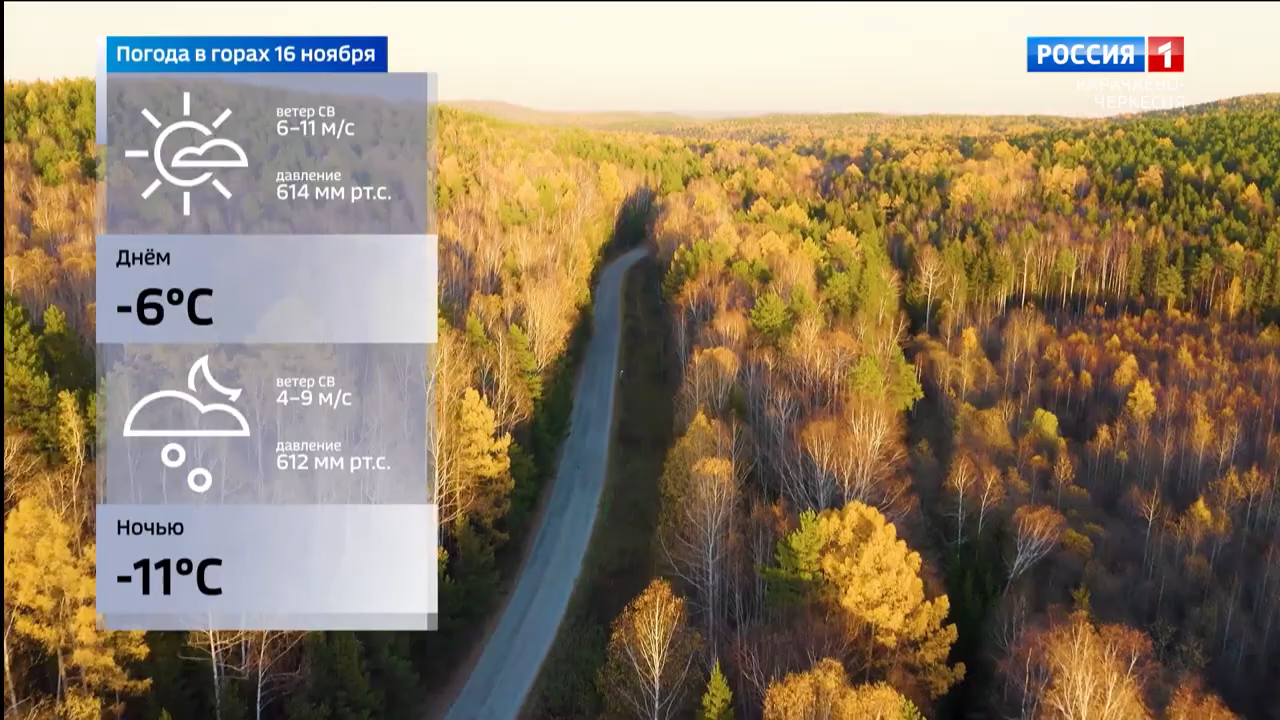 Погода в горах 16 ноября
РОССИЯ 1
КАРАЧАЕВО-
ЧЕРКЕСИЯ
ветер СВ
6-11 м/с
давление
614 мм рт.с.
Днём
-6°C
ветер СВ
4-9 м/с
давление
612 мм рт.с.
Ночью
-11°C